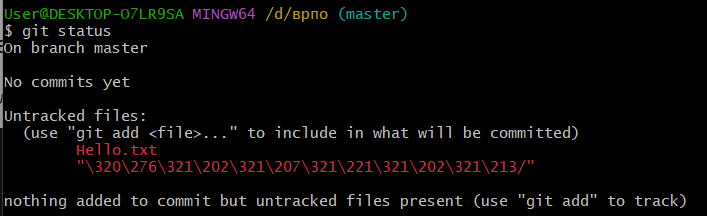 User@DESKTOP-O7LR9SA MINGW64 /d/врпо (master)
$ git status
On branch master
No commits yet
Untracked files:
(use "git add <file>..." to include in what will be committed)
Hello.txt
"\320\276\321\202\321\207\321\221\321\202\321\213/"
nothing added to commit but untracked files present (use "git add" to track)